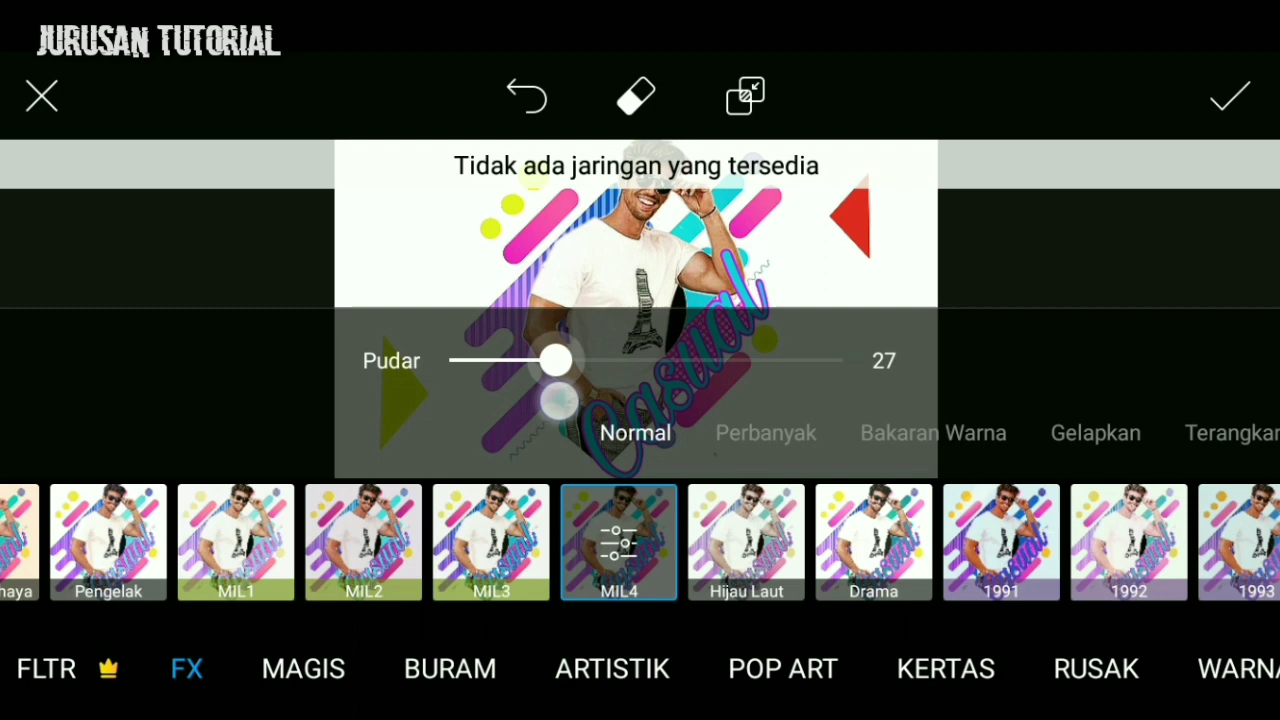 JURUSAN TUTORIAL
Tidak ada jaringan yang tersedia
Pudar 27
Casual
Normal Perbanyak Bakaran Warna Gelapkan Terangkan
haya Pengelak MIL1 MIL2 MIL3 MIL4 Hijau Laut Drama 1991 1992 1993
FLTR FX MAGIS BURAM ARTISTIK POP ART KERTAS RUSAK WARNA